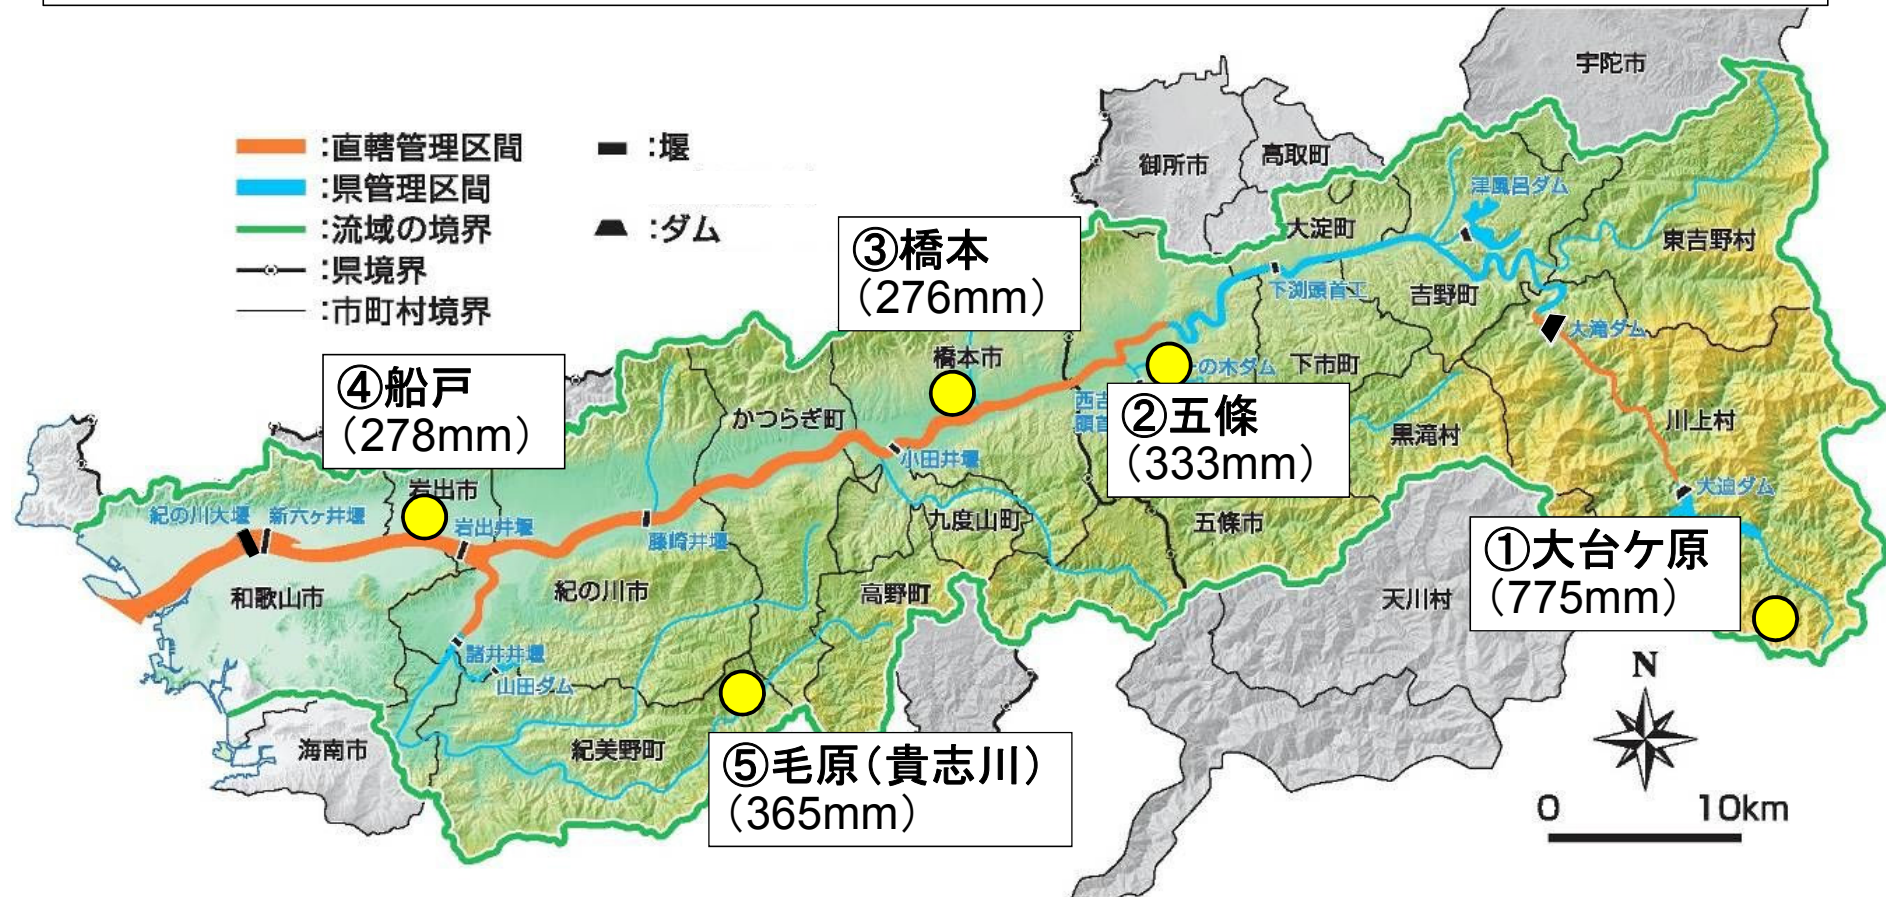 :直轄管理区間
:堰
:県管理区間
:流域の境界
:ダム
:県境界
:市町村境界
宇陀市
御所市
高取町
津風呂ダム
大淀町
東吉野村
③橋本
（276mm）
下渕頭首工
吉野町
大滝ダム
橋本市
の木ダム
下市町
④船戸
（278mm）
かつらぎ町
西吉
頭首
②五條
（333mm）
黒滝村
川上村
小田井堰
大迫ダム
岩出市
紀の川大堰
新六ヶ井堰
岩出井堰
藤崎井堰
九度山町
五條市
①大台ケ原
（775mm）
和歌山市
紀の川市
高野町
天川村
諸井井堰
山田ダム
N
海南市
紀美野町
⑤毛原（貴志川）
（365mm）
0 10km